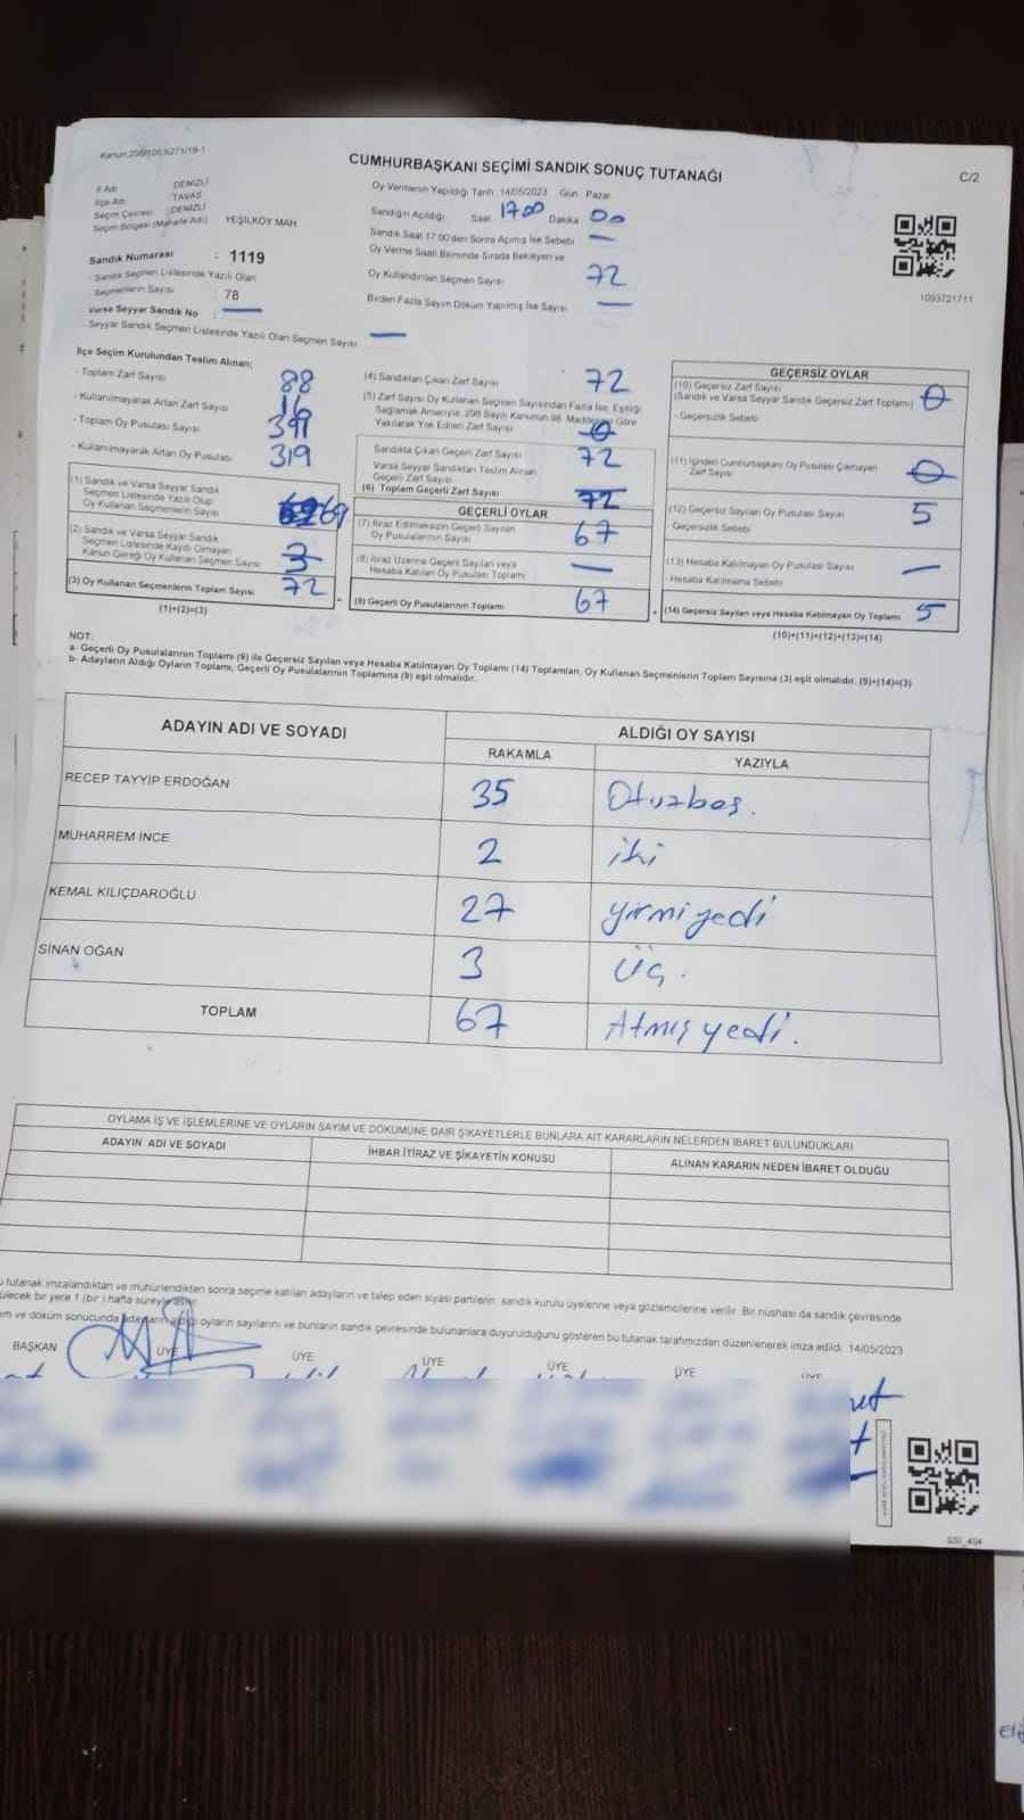 CUMHURBAŞKANI SEÇİMİ SANDIK SONUÇ TUTANAĞI
C/2
İl Adı DENİZLİ
İlçe Adı TAVAS
Seçim Çevresi : DENİZLİ
Seçim Bölgesi (Mahalle Adı) YEŞİLKÖY MAH
Oy Vermenin Yapıldığı Tarih : 14/05/2023 Gün : Pazar
Sandığın Açıldığı Saat 1700 Dakika 00
Sandık Saat 17:00'den Sonra Açılmış İse Sebebi —
Oy Verme Saati Bitiminde Sırada Bekleyen ve
Oy Kullandırılan Seçmen Sayısı 72
Birden Fazla Sayım Döküm Yapılmış İse Sayısı —
1093721711
Sandık Numarası : 1119
- Sandık Seçmen Listesinde Yazılı Olan
Seçmenlerin Sayısı : 78
Varsa Seyyar Sandık No : —
- Seyyar Sandık Seçmen Listesinde Yazılı Olan Seçmen Sayısı —
İlçe Seçim Kurulundan Teslim Alınan;
- Toplam Zarf Sayısı 88
- Kullanılmayarak Artan Zarf Sayısı 16
- Toplam Oy Pusulası Sayısı
- Kullanılmayarak Artan Oy Pusulası 319
(1) Sandık ve Varsa Seyyar Sandık
Seçmen Listesinde Yazılı Olup
Oy Kullanan Seçmenlerin Sayısı 69
(2) Sandık ve Varsa Seyyar Sandık
Seçmen Listesinde Kaydı Olmayan
Kanun Gereği Oy Kullanan Seçmen Sayısı 3
(3) Oy Kullanan Seçmenlerin Toplam Sayısı 72
(1)+(2)=(3)
(4) Sandıktan Çıkan Zarf Sayısı 72
(5) Zarf Sayısı Oy Kullanan Seçmen Sayısından Fazla İse, Eşitliği
Sağlamak Amacıyla, 298 Sayılı Kanunun 98. Maddesine Göre
Yakılarak Yok Edilen Zarf Sayısı 0
Sandıkta Çıkan Geçerli Zarf Sayısı 72
Varsa Seyyar Sandıktan Teslim Alınan
Geçerli Zarf Sayısı —
(6) Toplam Geçerli Zarf Sayısı 72
GEÇERLİ OYLAR
(7) İtiraz Edilmeksizin Geçerli Sayılan
Oy Pusulalarının Sayısı 67
(8) İtiraz Üzerine Geçerli Sayılan veya
Hesaba Katılan Oy Pusulası Toplamı —
(9) Geçerli Oy Pusulalarının Toplamı 67
GEÇERSİZ OYLAR
(10) Geçersiz Zarf Sayısı
(Sandık ve Varsa Seyyar Sandık Geçersiz Zarf Toplamı) 0
- Geçersizlik Sebebi
(11) İçinden Cumhurbaşkanı Oy Pusulası Çıkmayan
Zarf Sayısı 0
(12) Geçersiz Sayılan Oy Pusulası Sayısı 5
Geçersizlik Sebebi
(13) Hesaba Katılmayan Oy Pusulası Sayısı —
- Hesaba Katılmama Sebebi
(14) Geçersiz Sayılan veya Hesaba Katılmayan Oy Toplamı 5
(10)+(11)+(12)+(13)=(14)
NOT:
a- Geçerli Oy Pusulalarının Toplamı (9) ile Geçersiz Sayılan veya Hesaba Katılmayan Oy Toplamı (14) Toplamları, Oy Kullanan Seçmenlerin Toplam Sayısına (3) eşit olmalıdır. (9)+(14)=(3)
b- Adayların Aldığı Oyların Toplamı, Geçerli Oy Pusulalarının Toplamına (9) eşit olmalıdır.
ADAYIN ADI VE SOYADI ALDIĞI OY SAYISI
RAKAMLA YAZIYLA
RECEP TAYYİP ERDOĞAN 35 Otuzbeş.
MUHARREM İNCE 2 iki
KEMAL KILIÇDAROĞLU 27 yirmi yedi
SİNAN OĞAN 3 Üç.
TOPLAM 67 Atmış yedi.
OYLAMA İŞ VE İŞLEMLERİNE VE OYLARIN SAYIM VE DÖKÜMÜNE DAİR ŞİKAYETLERLE BUNLARA AİT KARARLARIN NELERDEN İBARET BULUNDUKLARI
ADAYIN ADI VE SOYADI İHBAR İTİRAZ VE ŞİKAYETİN KONUSU ALINAN KARARIN NEDEN İBARET OLDUĞU
tutanak imzalandıktan ve mühürlendikten sonra seçime katılan adayların ve talep eden siyasi partilerin, sandık kurulu üyelerine veya gözlemcilerine verilir. Bir nüshası da sandık çevresinde
bir yere 1 (bir) hafta süreyle
ve döküm sonucunda adayların aldığı oyların sayılarını ve bunların sandık çevresinde bulunanlara duyurulduğunu gösteren bu tutanak tarafımızdan düzenlenerek imza edildi. 14/05/2023
BAŞKAN ÜYE ÜYE ÜYE ÜYE ÜYE